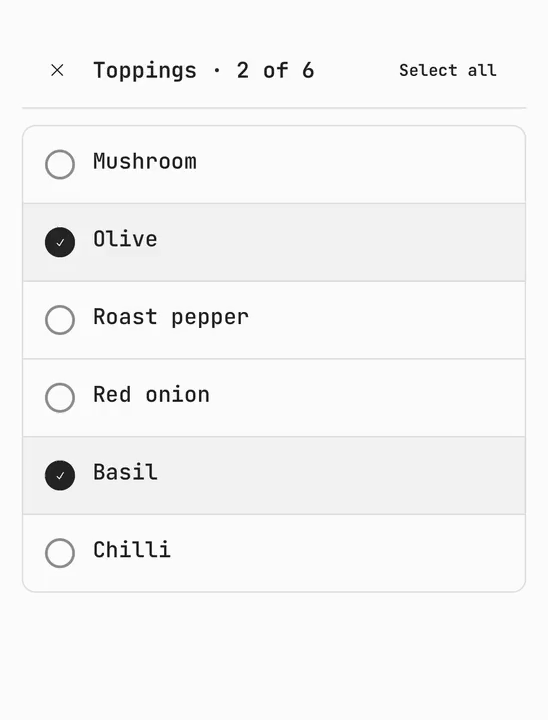 Toppings · 2 of 6 Select all
Mushroom
Olive
Roast pepper
Red onion
Basil
Chilli